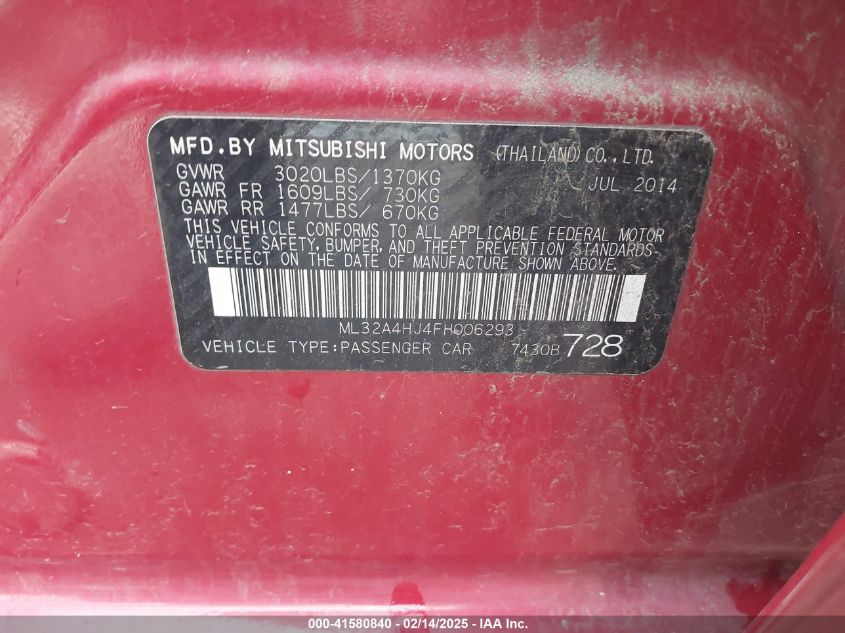 MFD.BY MITSUBISHI MOTORS (THAILAND)CO.,LTD.
GVWR 3020LBS/1370KG JUL 2014
GAWR FR 1609LBS/ 730KG
GAWR RR 1477LBS/ 670KG
THIS VEHICLE CONFORMS TO ALL APPLICABLE FEDERAL MOTOR
VEHICLE SAFETY, BUMPER, AND THEFT PREVENTION STANDARDS
IN EFFECT ON THE DATE OF MANUFACTURE SHOWN ABOVE.
ML32A4HJ4FH006293
VEHICLE TYPE:PASSENGER CAR 7430B 728
000-41580840 - 02/14/2025 - IAA Inc.